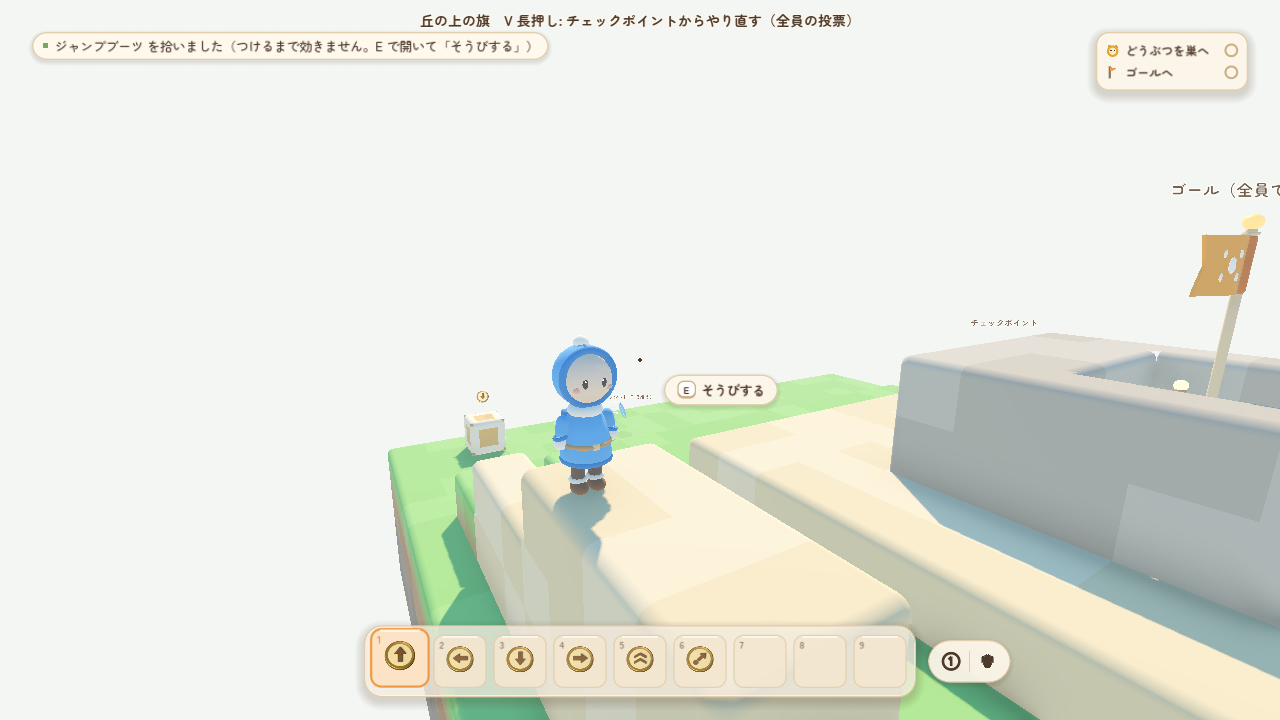 丘の上の旗　V 長押し: チェックポイントからやり直す（全員の投票）
ジャンプブーツ を拾いました（つけるまで効きません。E で開いて「そうびする」）
どうぶつを巣へ
ゴールへ
ゴール（全員で
チェックポイント
E そうびする
1 2 3 4 5 6 7 8 9
1